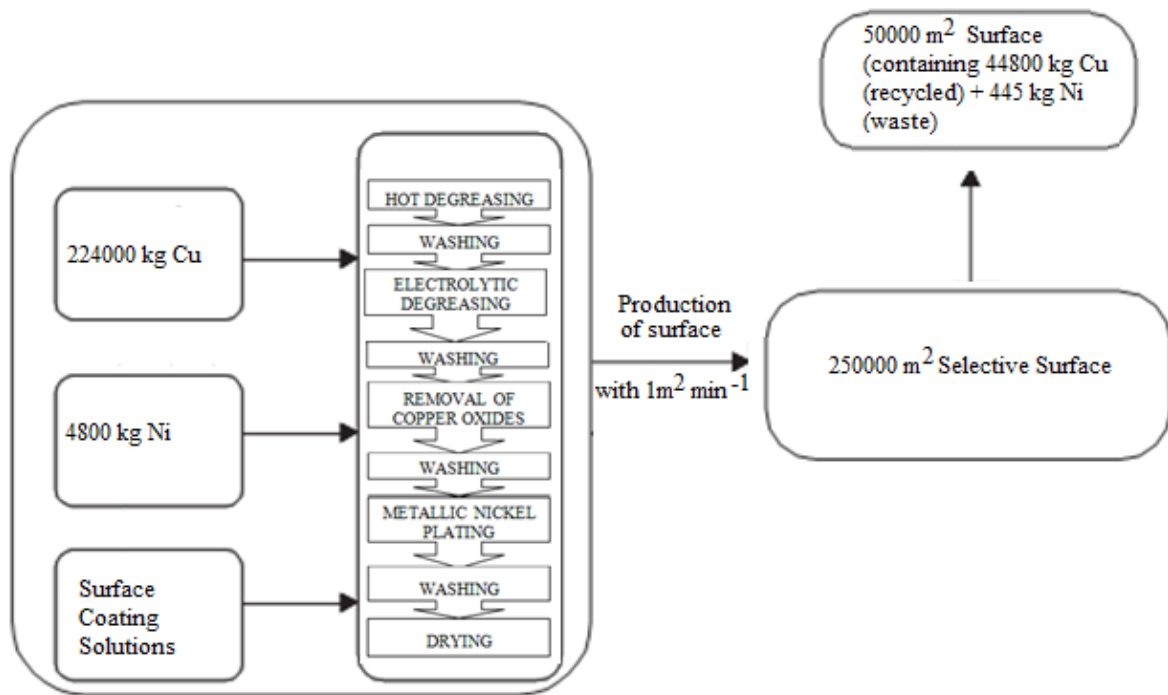 50000 m² Surface
(containing 44800 kg Cu
(recycled) + 445 kg Ni
(waste)
224000 kg Cu
4800 kg Ni
Surface
Coating
Solutions
HOT DEGREASING
WASHING
ELECTROLYTIC
DEGREASING
WASHING
REMOVAL OF
COPPER OXIDES
WASHING
METALLIC NICKEL
PLATING
WASHING
DRYING
Production
of surface
with 1m² min⁻¹
250000 m² Selective Surface